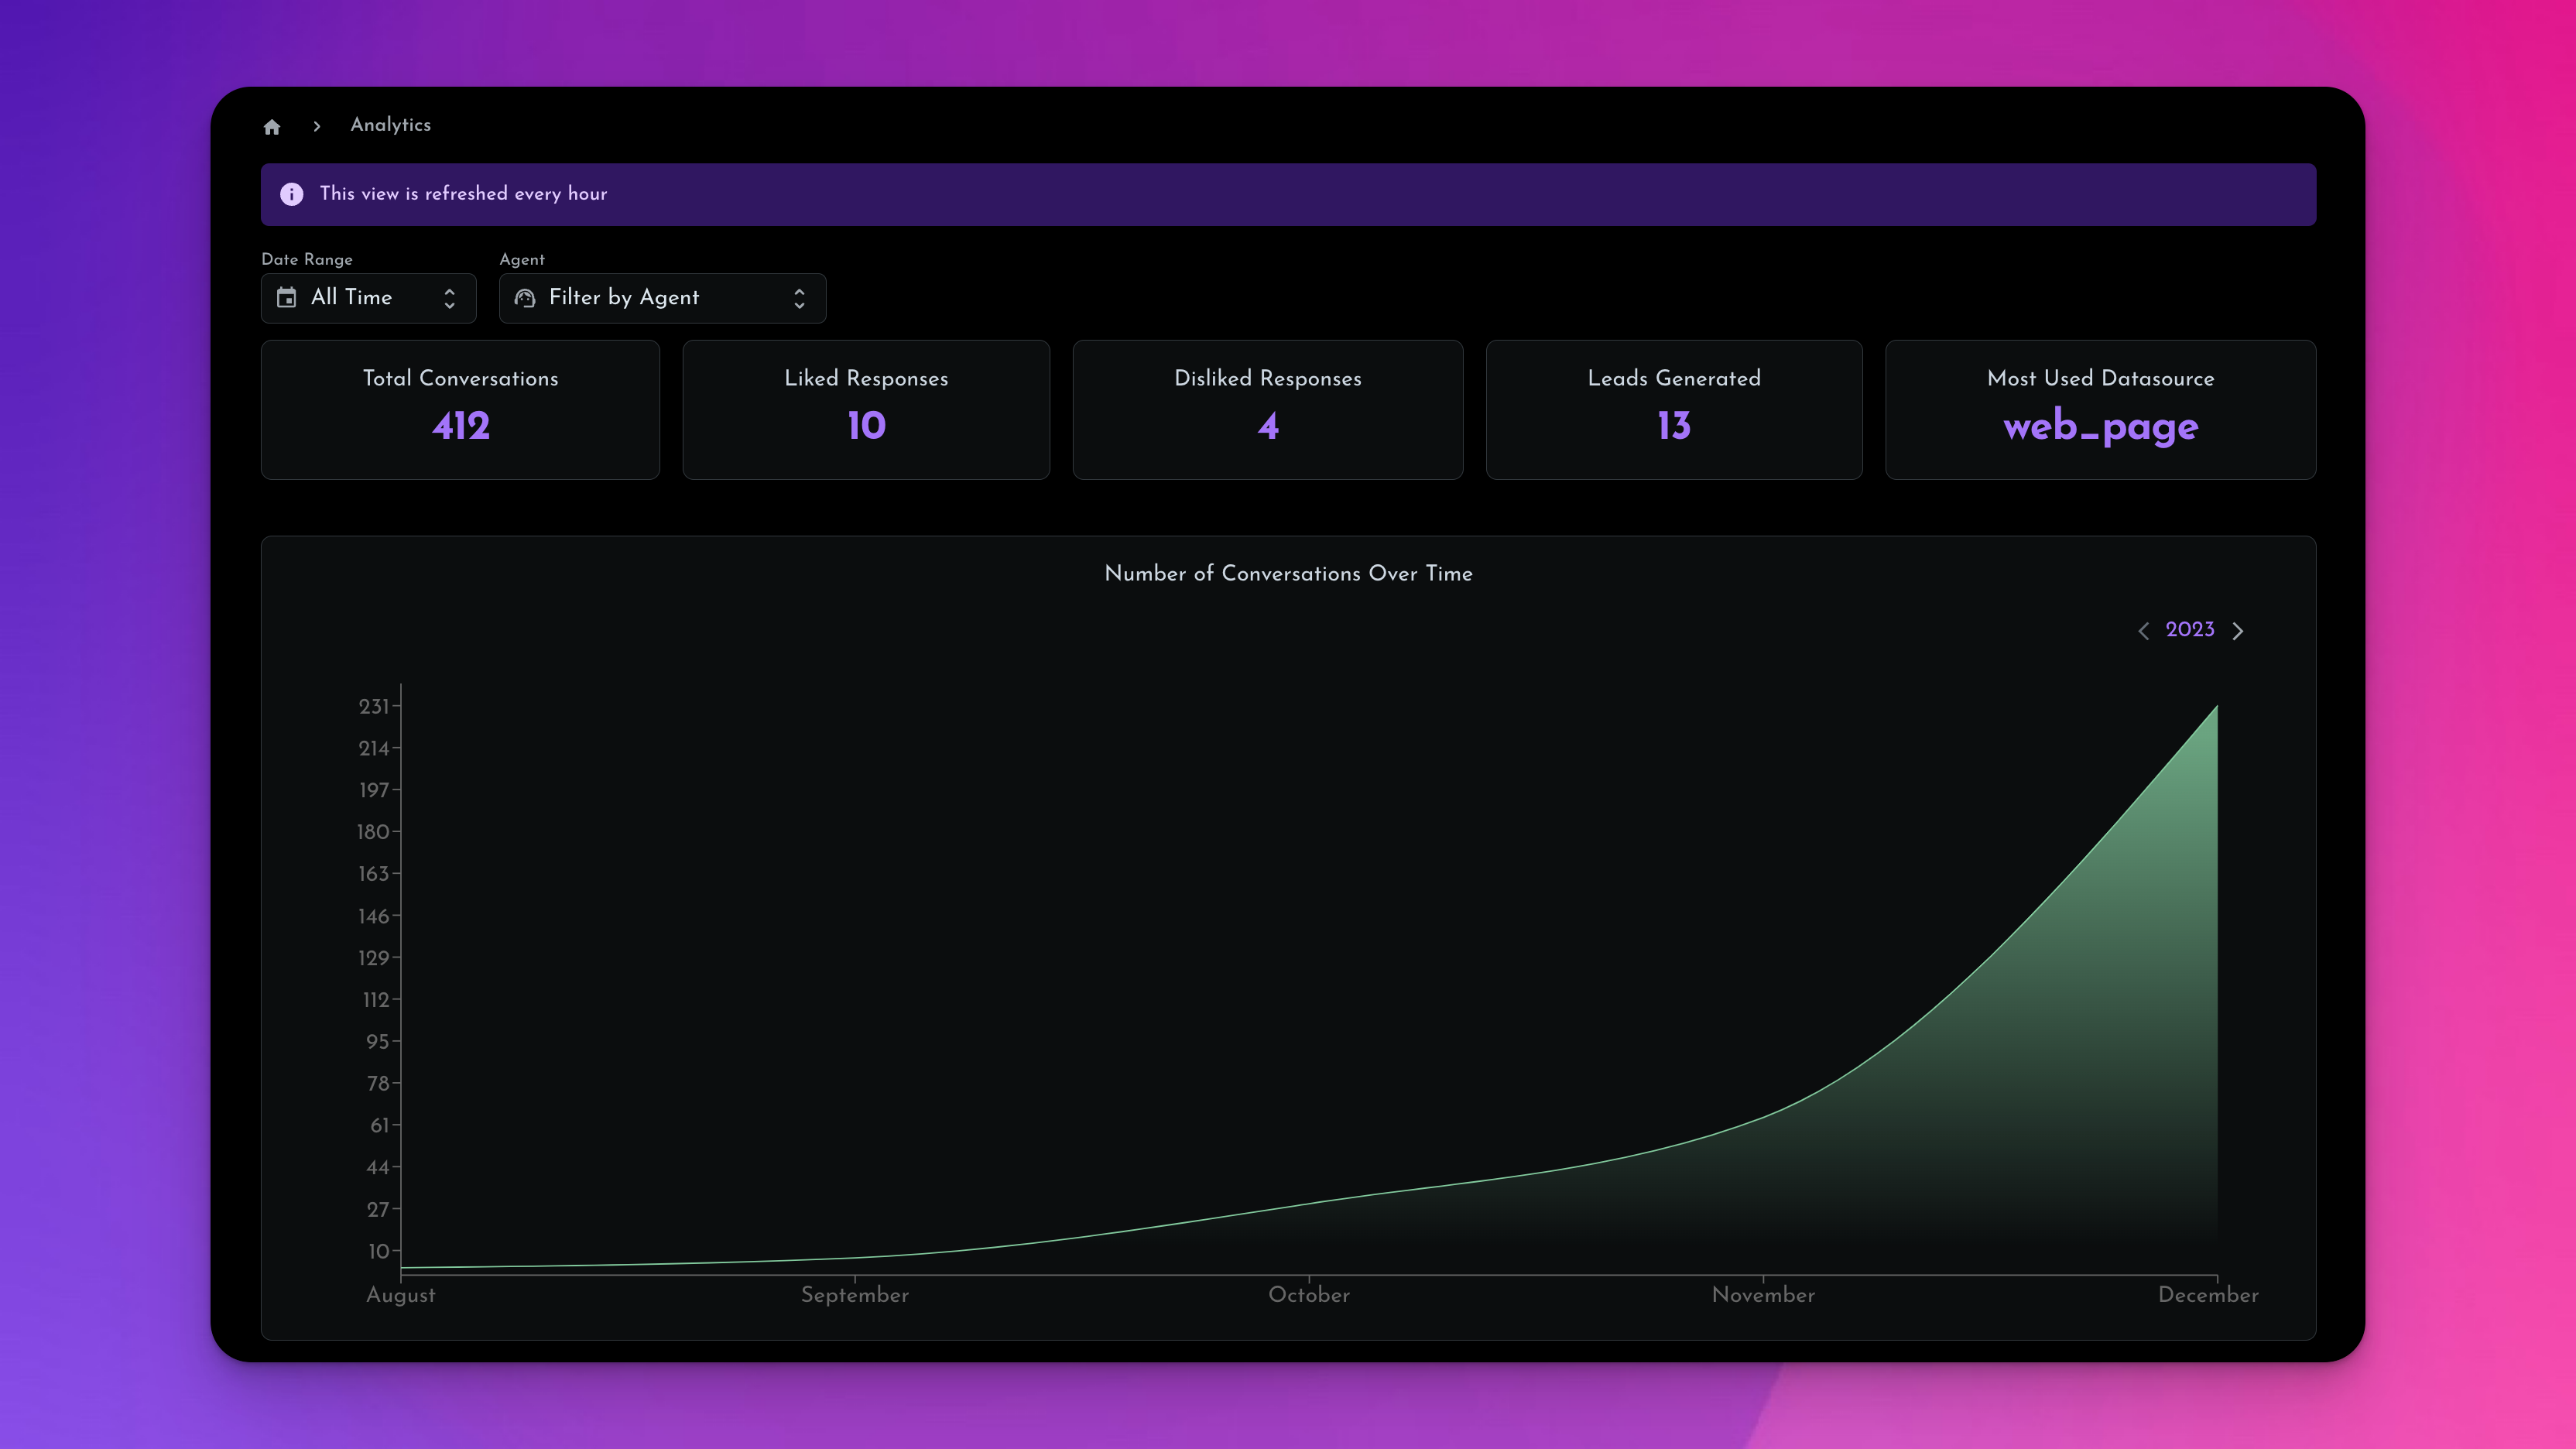 Analytics
This view is refreshed every hour
Date Range
Agent
All Time
Filter by Agent
Total Conversations
412
Liked Responses
10
Disliked Responses
4
Leads Generated
13
Most Used Datasource
web_page
Number of Conversations Over Time
2023
231
214
197
180
163
146
129
112
95
78
61
44
27
10
August
September
October
November
December